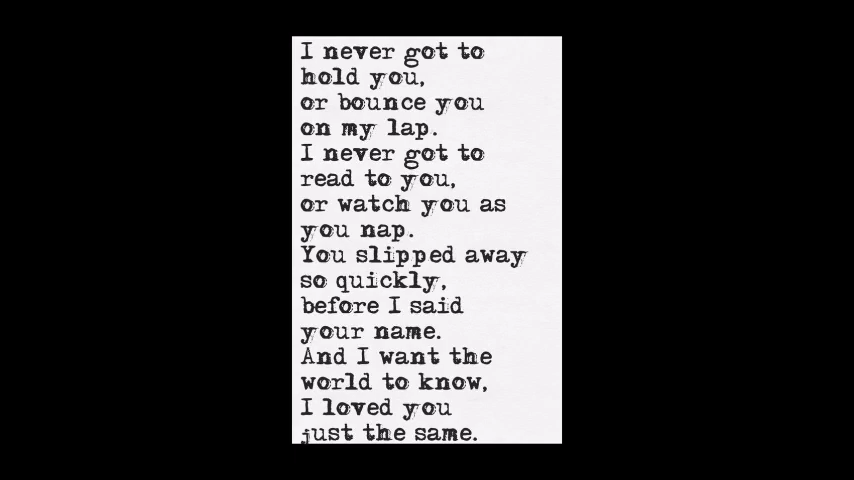 I never got to
hold you,
or bounce you
on my lap.
I never got to
read to you,
or watch you as
you nap.
You slipped away
so quickly,
before I said
your name.
And I want the
world to know,
I loved you
just the same.